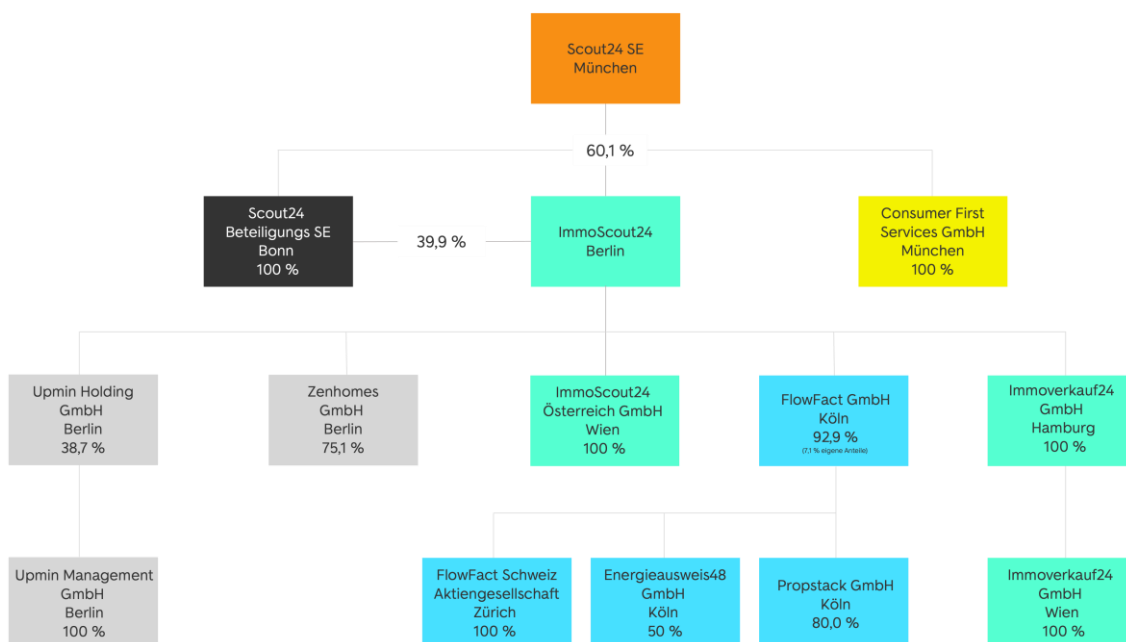 Scout24 SE
München
60,1 %
Scout24
Beteiligungs SE
Bonn
100 %
39,9 %
ImmoScout24
Berlin
Consumer First
Services GmbH
München
100 %
Upmin Holding
GmbH
Berlin
38,7 %
Zenhomes
GmbH
Berlin
75,1 %
ImmoScout24
Österreich GmbH
Wien
100 %
FlowFact GmbH
Köln
92,9 %
(7,1 % eigene Anteile)
Immoverkauf24
GmbH
Hamburg
100 %
Upmin Management
GmbH
Berlin
100 %
FlowFact Schweiz
Aktiengesellschaft
Zürich
100 %
Energieausweis48
GmbH
Köln
50 %
Propstack GmbH
Köln
80,0 %
Immoverkauf24
GmbH
Wien
100 %